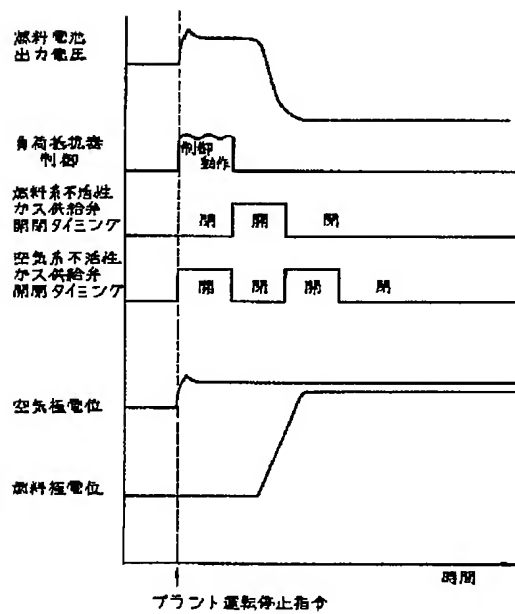 燃料電池
出力電圧
負荷抵抗器
制御
制御
動作
燃料系不活性
ガス供給弁
開閉タイミング
閉 開 閉
空気系不活性
ガス供給弁
開閉タイミング
開 閉 開 閉
空気極電位
燃料極電位
時間
プラント運転停止指令